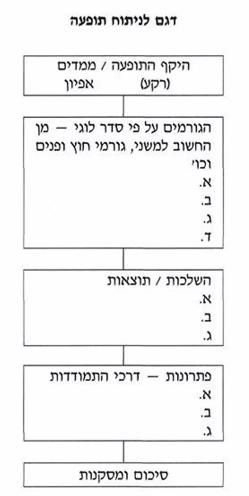 דגם לניתוח תופעה
היקף התופעה / ממדים
(רקע) אפיון
הגורמים על פי סדר לוגי — מן
החשוב למשני, גורמי חוץ ופנים
וכו'
א.
ב.
ג.
ד.
השלכות / תוצאות
א.
ב.
ג.
פתרונות — דרכי התמודדות
א.
ב.
ג.
סיכום ומסקנות